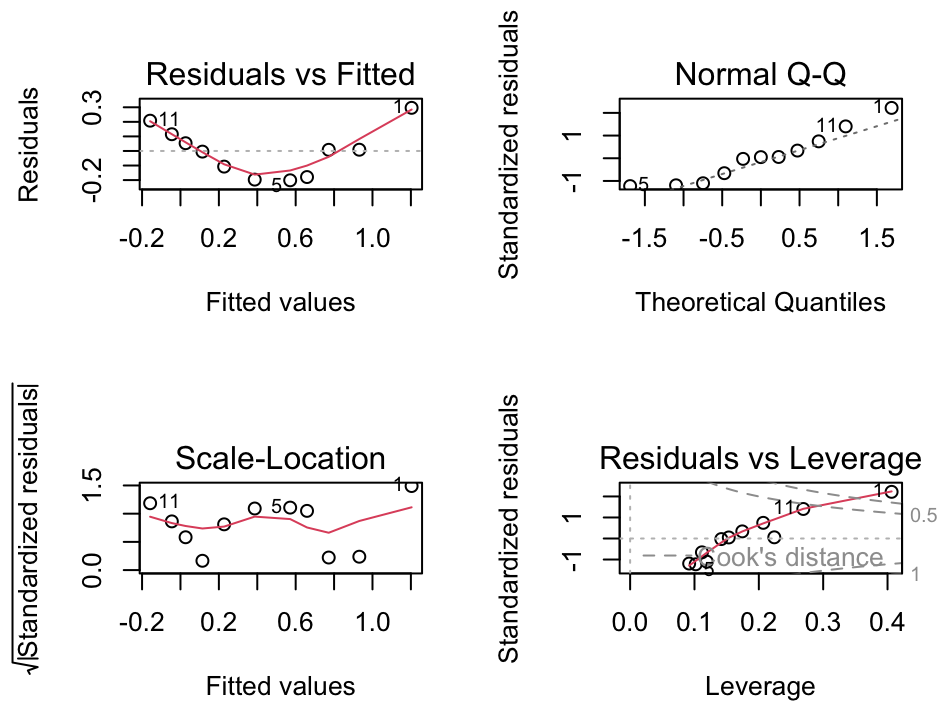 Residuals vs Fitted
Residuals
0.3
-0.2
1
11
5
-0.2 0.2 0.6 1.0
Fitted values
Normal Q-Q
Standardized residuals
1
-1
1
11
5
-1.5 -0.5 0.5 1.5
Theoretical Quantiles
Scale-Location
√|Standardized residuals|
1.5
0.0
1
11
5
-0.2 0.2 0.6 1.0
Fitted values
Residuals vs Leverage
Standardized residuals
1
-1
1
11
0.5
Cook's distance
5
1
0.0 0.1 0.2 0.3 0.4
Leverage